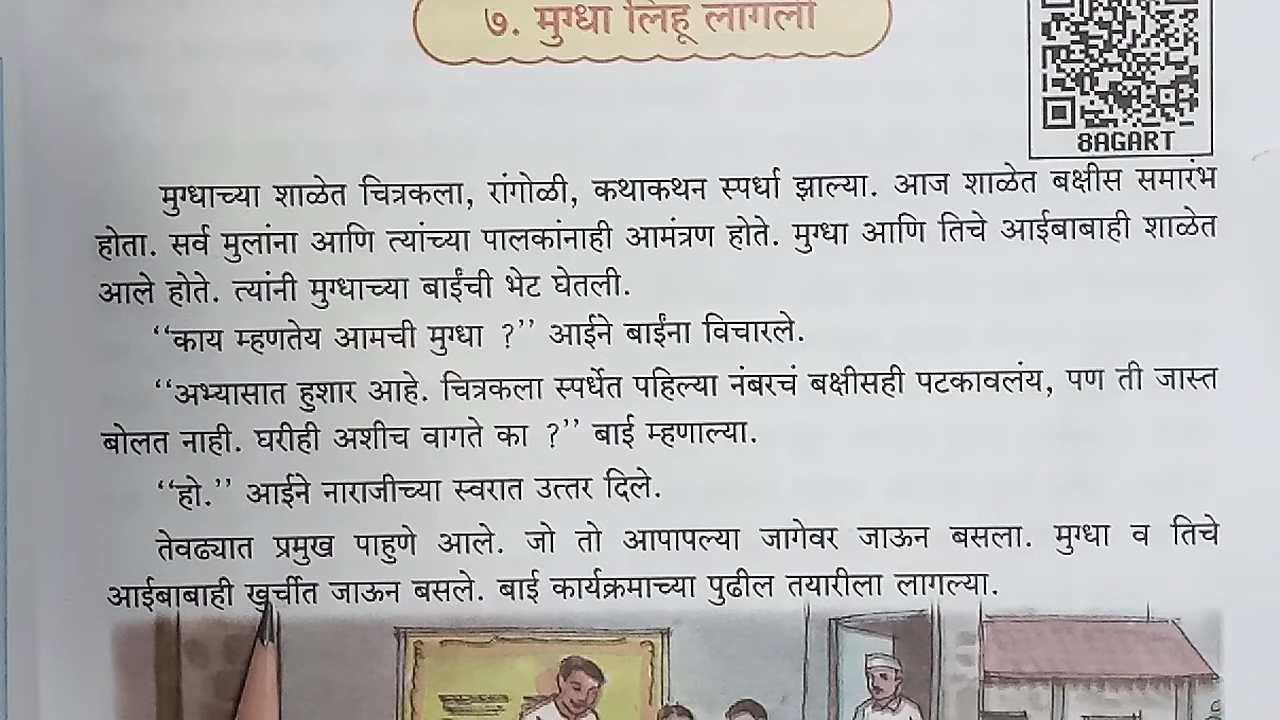 ७. मुग्धा लिहू लागली
8AGART
मुग्धाच्या शाळेत चित्रकला, रांगोळी, कथाकथन स्पर्धा झाल्या. आज शाळेत बक्षीस समारंभ
होता. सर्व मुलांना आणि त्यांच्या पालकांनाही आमंत्रण होते. मुग्धा आणि तिचे आईबाबाही शाळेत
आले होते. त्यांनी मुग्धाच्या बाईंची भेट घेतली.
‘‘काय म्हणतेय आमची मुग्धा ?’’ आईने बाईंना विचारले.
‘‘अभ्यासात हुशार आहे. चित्रकला स्पर्धेत पहिल्या नंबरचं बक्षीसही पटकावलंय, पण ती जास्त
बोलत नाही. घरीही अशीच वागते का ?’’ बाई म्हणाल्या.
‘‘हो.’’ आईने नाराजीच्या स्वरात उत्तर दिले.
तेवढ्यात प्रमुख पाहुणे आले. जो तो आपापल्या जागेवर जाऊन बसला. मुग्धा व तिचे
आईबाबाही खुर्चीत जाऊन बसले. बाई कार्यक्रमाच्या पुढील तयारीला लागल्या.